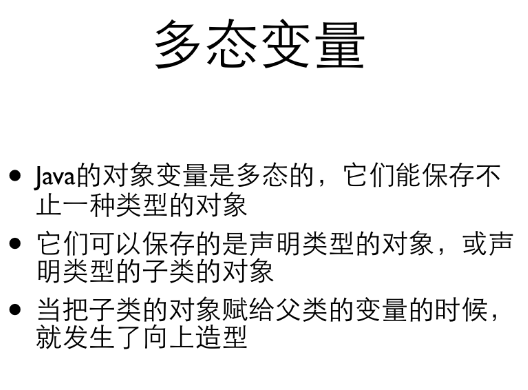 多态变量
• Java的对象变量是多态的，它们能保存不
止一种类型的对象
• 它们可以保存的是声明类型的对象，或声
明类型的子类的对象
• 当把子类的对象赋给父类的变量的时候，
就发生了向上造型